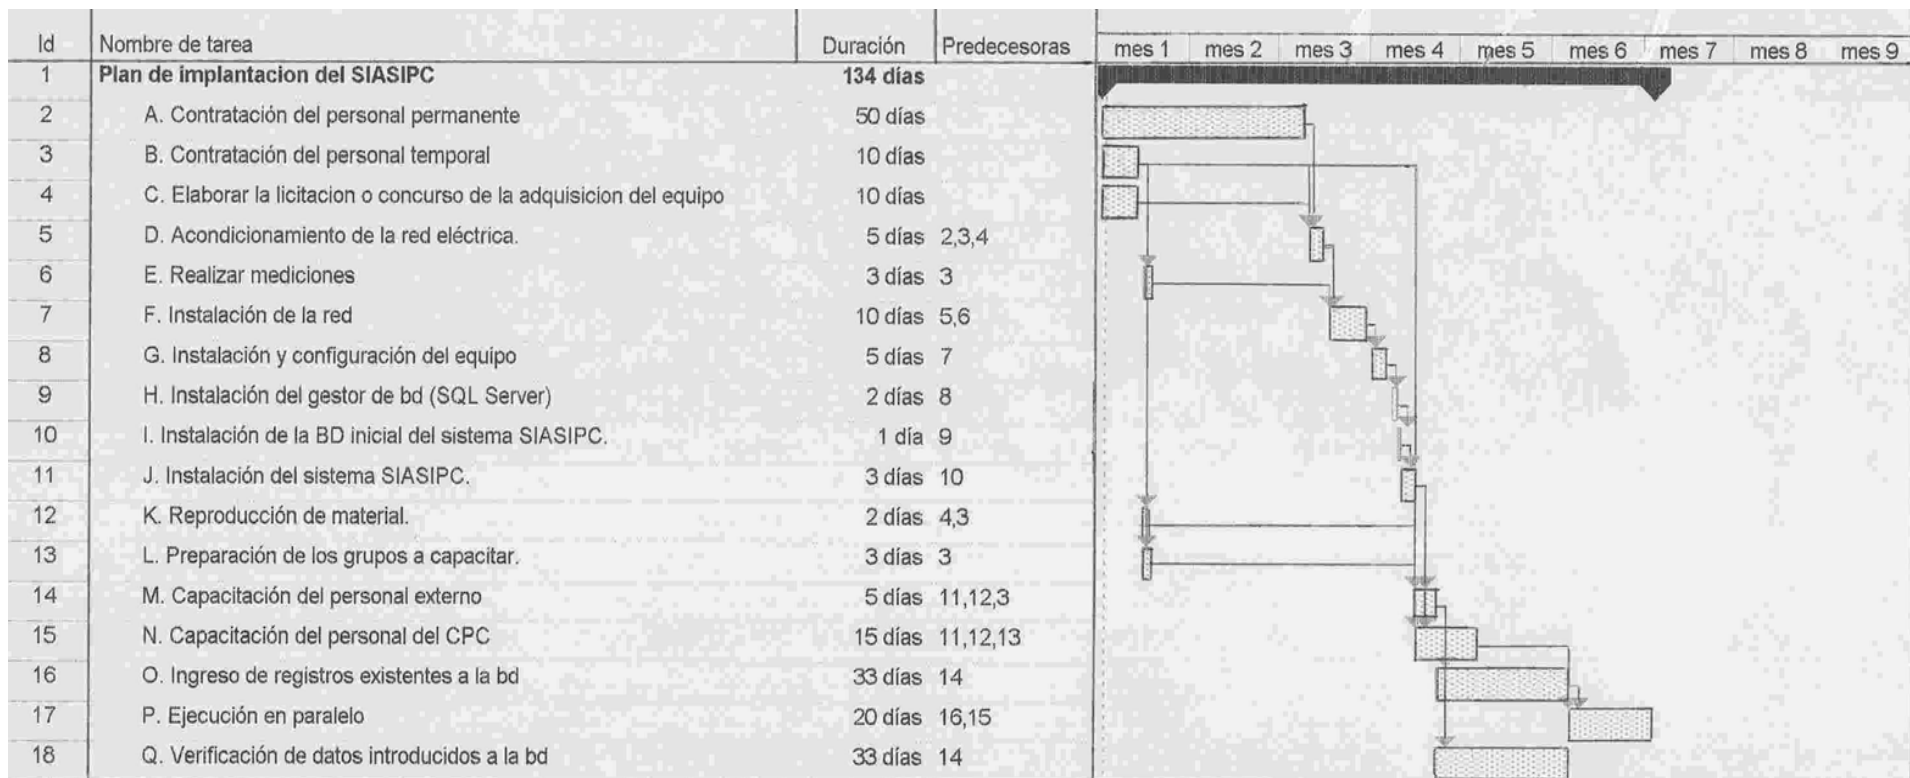 Id Nombre de tarea Duración Predecesoras mes 1 mes 2 mes 3 mes 4 mes 5 mes 6 mes 7 mes 8 mes 9
1 Plan de implantacion del SIASIPC 134 días
2 A. Contratación del personal permanente 50 días
3 B. Contratación del personal temporal 10 días
4 C. Elaborar la licitacion o concurso de la adquisicion del equipo 10 días
5 D. Acondicionamiento de la red eléctrica. 5 días 2,3,4
6 E. Realizar mediciones 3 días 3
7 F. Instalación de la red 10 días 5,6
8 G. Instalación y configuración del equipo 5 días 7
9 H. Instalación del gestor de bd (SQL Server) 2 días 8
10 I. Instalación de la BD inicial del sistema SIASIPC. 1 día 9
11 J. Instalación del sistema SIASIPC. 3 días 10
12 K. Reproducción de material. 2 días 4,3
13 L. Preparación de los grupos a capacitar. 3 días 3
14 M. Capacitación del personal externo 5 días 11,12,3
15 N. Capacitación del personal del CPC 15 días 11,12,13
16 O. Ingreso de registros existentes a la bd 33 días 14
17 P. Ejecución en paralelo 20 días 16,15
18 Q. Verificación de datos introducidos a la bd 33 días 14